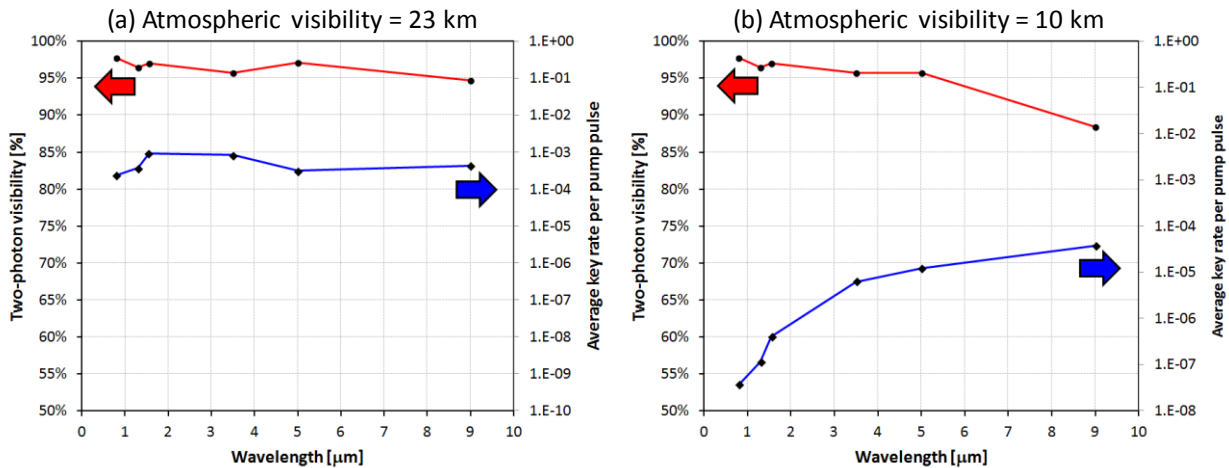 (a) Atmospheric visibility = 23 km
100%
95%
90%
85%
80%
75%
70%
65%
60%
55%
50%
Two-photon visibility [%]
1.E+00
1.E-01
1.E-02
1.E-03
1.E-04
1.E-05
1.E-06
1.E-07
1.E-08
1.E-09
1.E-10
Average key rate per pump pulse
0 1 2 3 4 5 6 7 8 9 10
Wavelength [μm]
(b) Atmospheric visibility = 10 km
100%
95%
90%
85%
80%
75%
70%
65%
60%
55%
50%
Two-photon visibility [%]
1.E+00
1.E-01
1.E-02
1.E-03
1.E-04
1.E-05
1.E-06
1.E-07
1.E-08
Average key rate per pump pulse
0 1 2 3 4 5 6 7 8 9 10
Wavelength [μm]